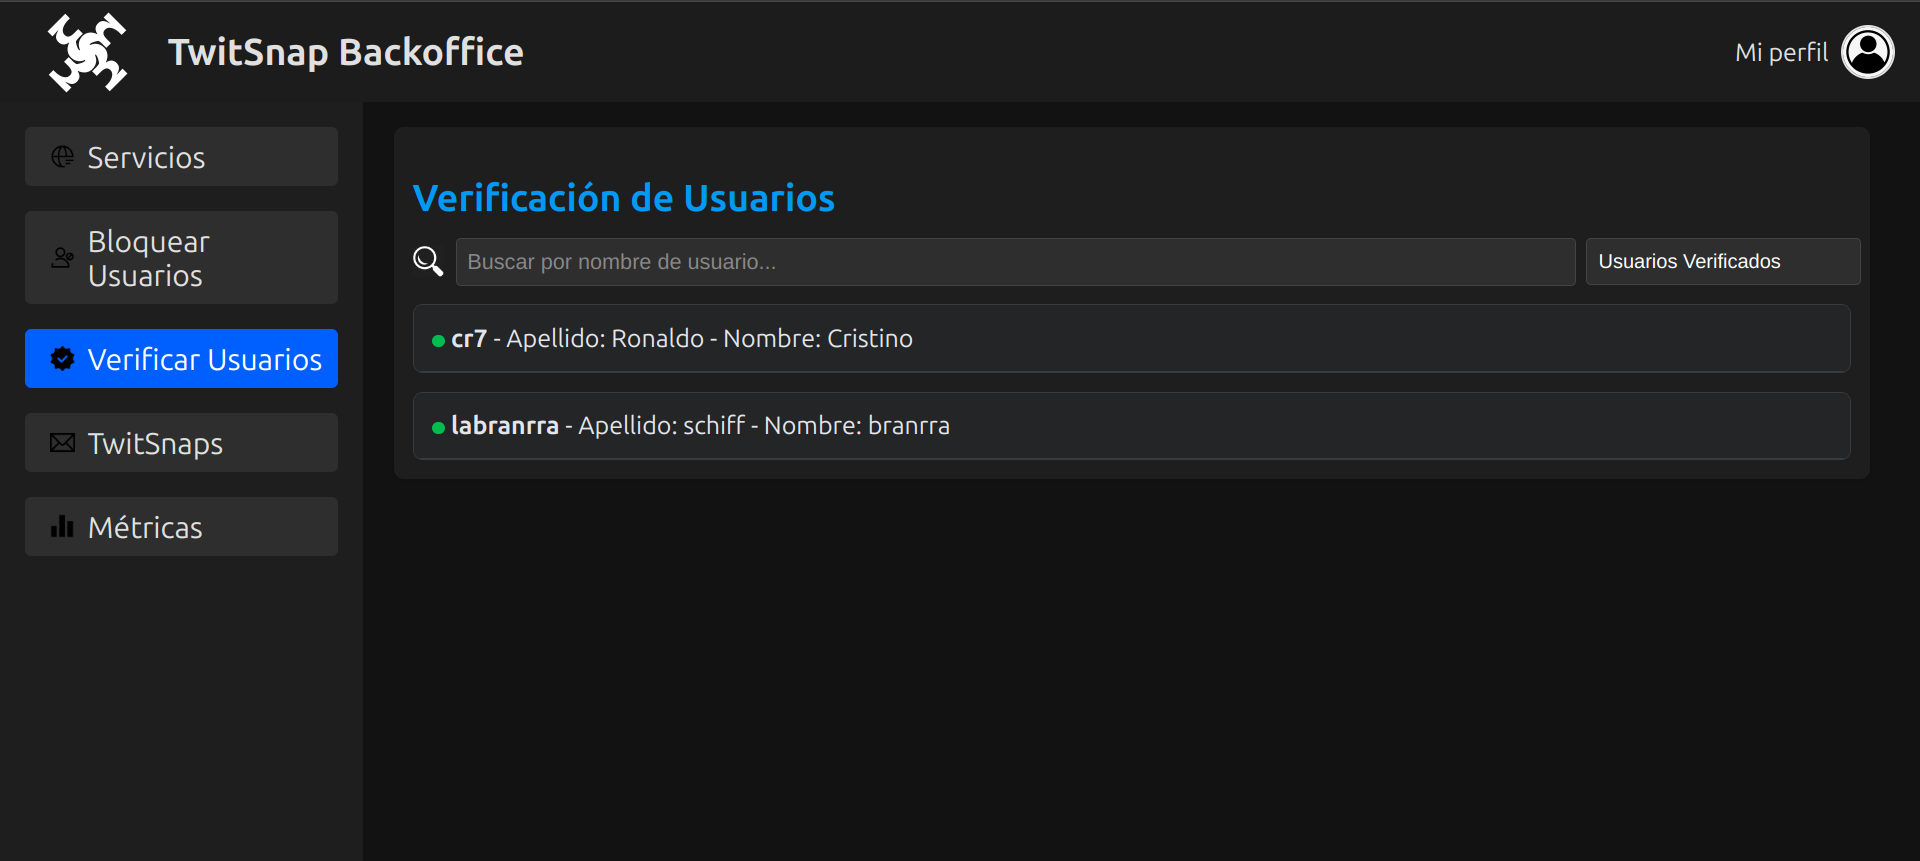 TwitSnap Backoffice
Mi perfil
Servicios
Bloquear
Usuarios
Verificar Usuarios
TwitSnaps
Métricas
Verificación de Usuarios
Buscar por nombre de usuario...
Usuarios Verificados
cr7 - Apellido: Ronaldo - Nombre: Cristino
labranrra - Apellido: schiff - Nombre: branrra